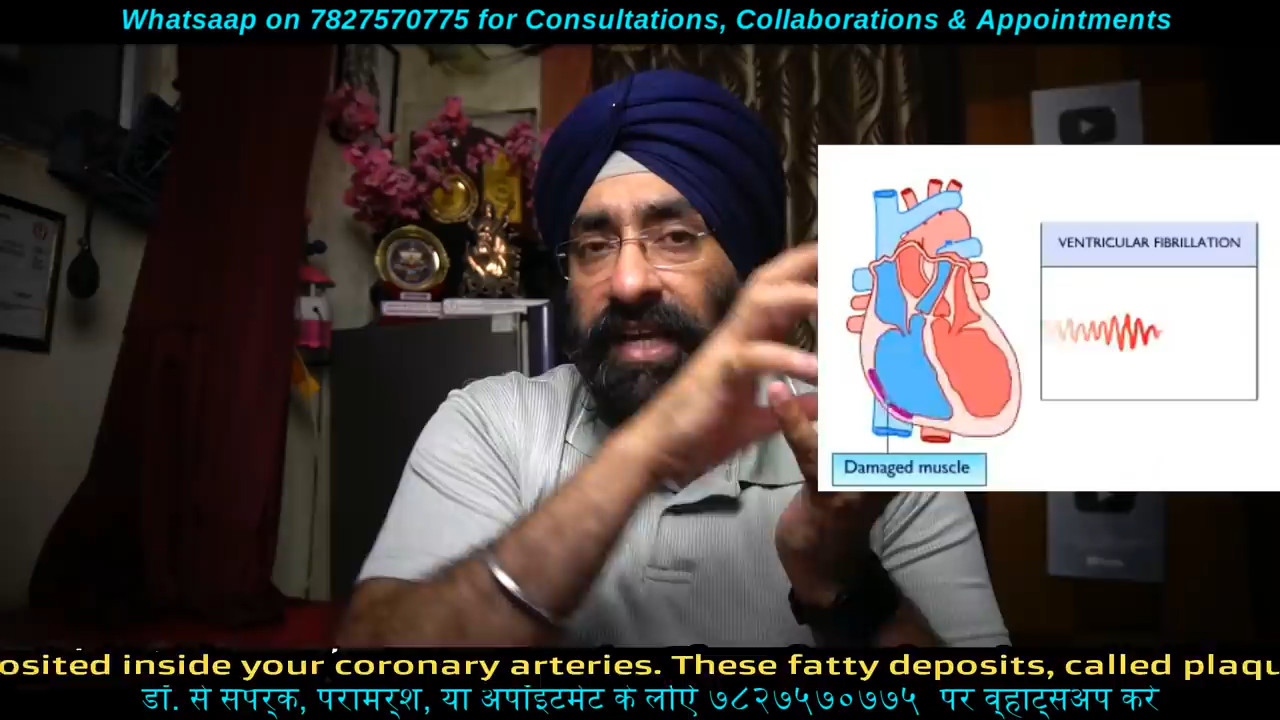 Whatsaap on 7827570775 for Consultations, Collaborations & Appointments
VENTRICULAR FIBRILLATION
Damaged muscle
osited inside your coronary arteries. These fatty deposits, called plaqu
डॉ. से संपर्क, परामर्श, या अपॉइंटमेंट के लिए ७८२७५७०७७५ पर व्हाट्सअप करें